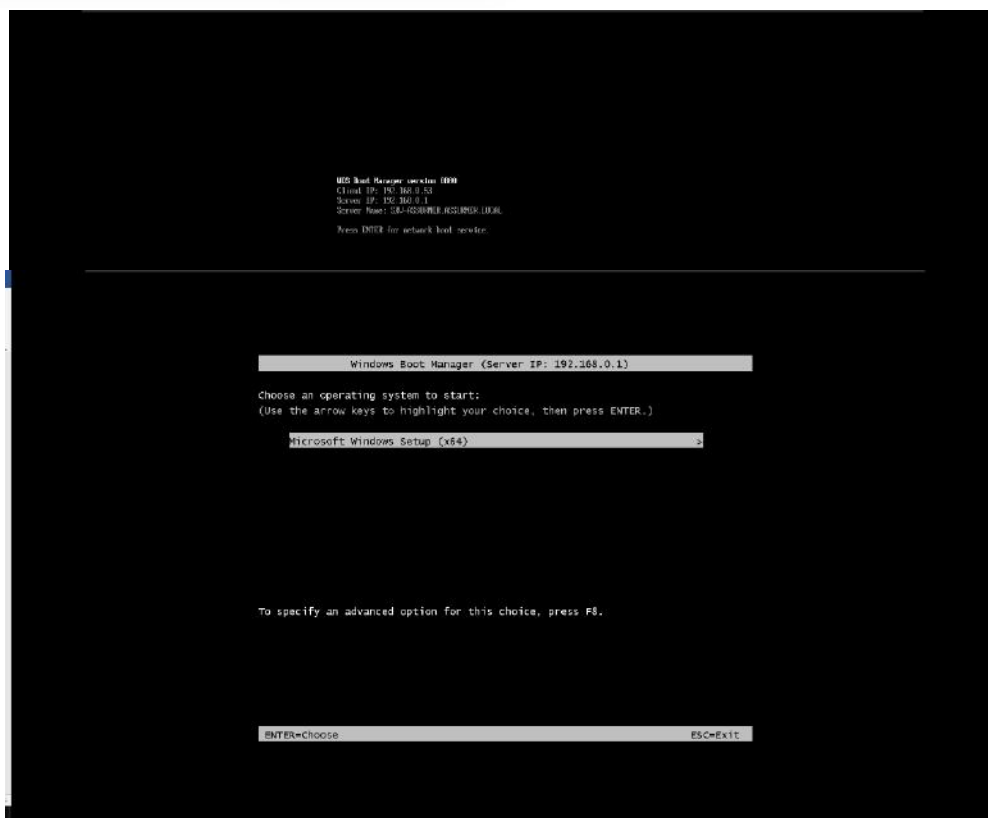 WDS Boot Manager version 0800
Client IP: 192.168.0.53
Server IP: 192.168.0.1
Server Name:
Press ENTER for network boot service.
Windows Boot Manager (Server IP: 192.168.0.1)
Choose an operating system to start:
(Use the arrow keys to highlight your choice, then press ENTER.)
Microsoft Windows Setup (x64) >
To specify an advanced option for this choice, press F8.
ENTER=Choose ESC=Exit